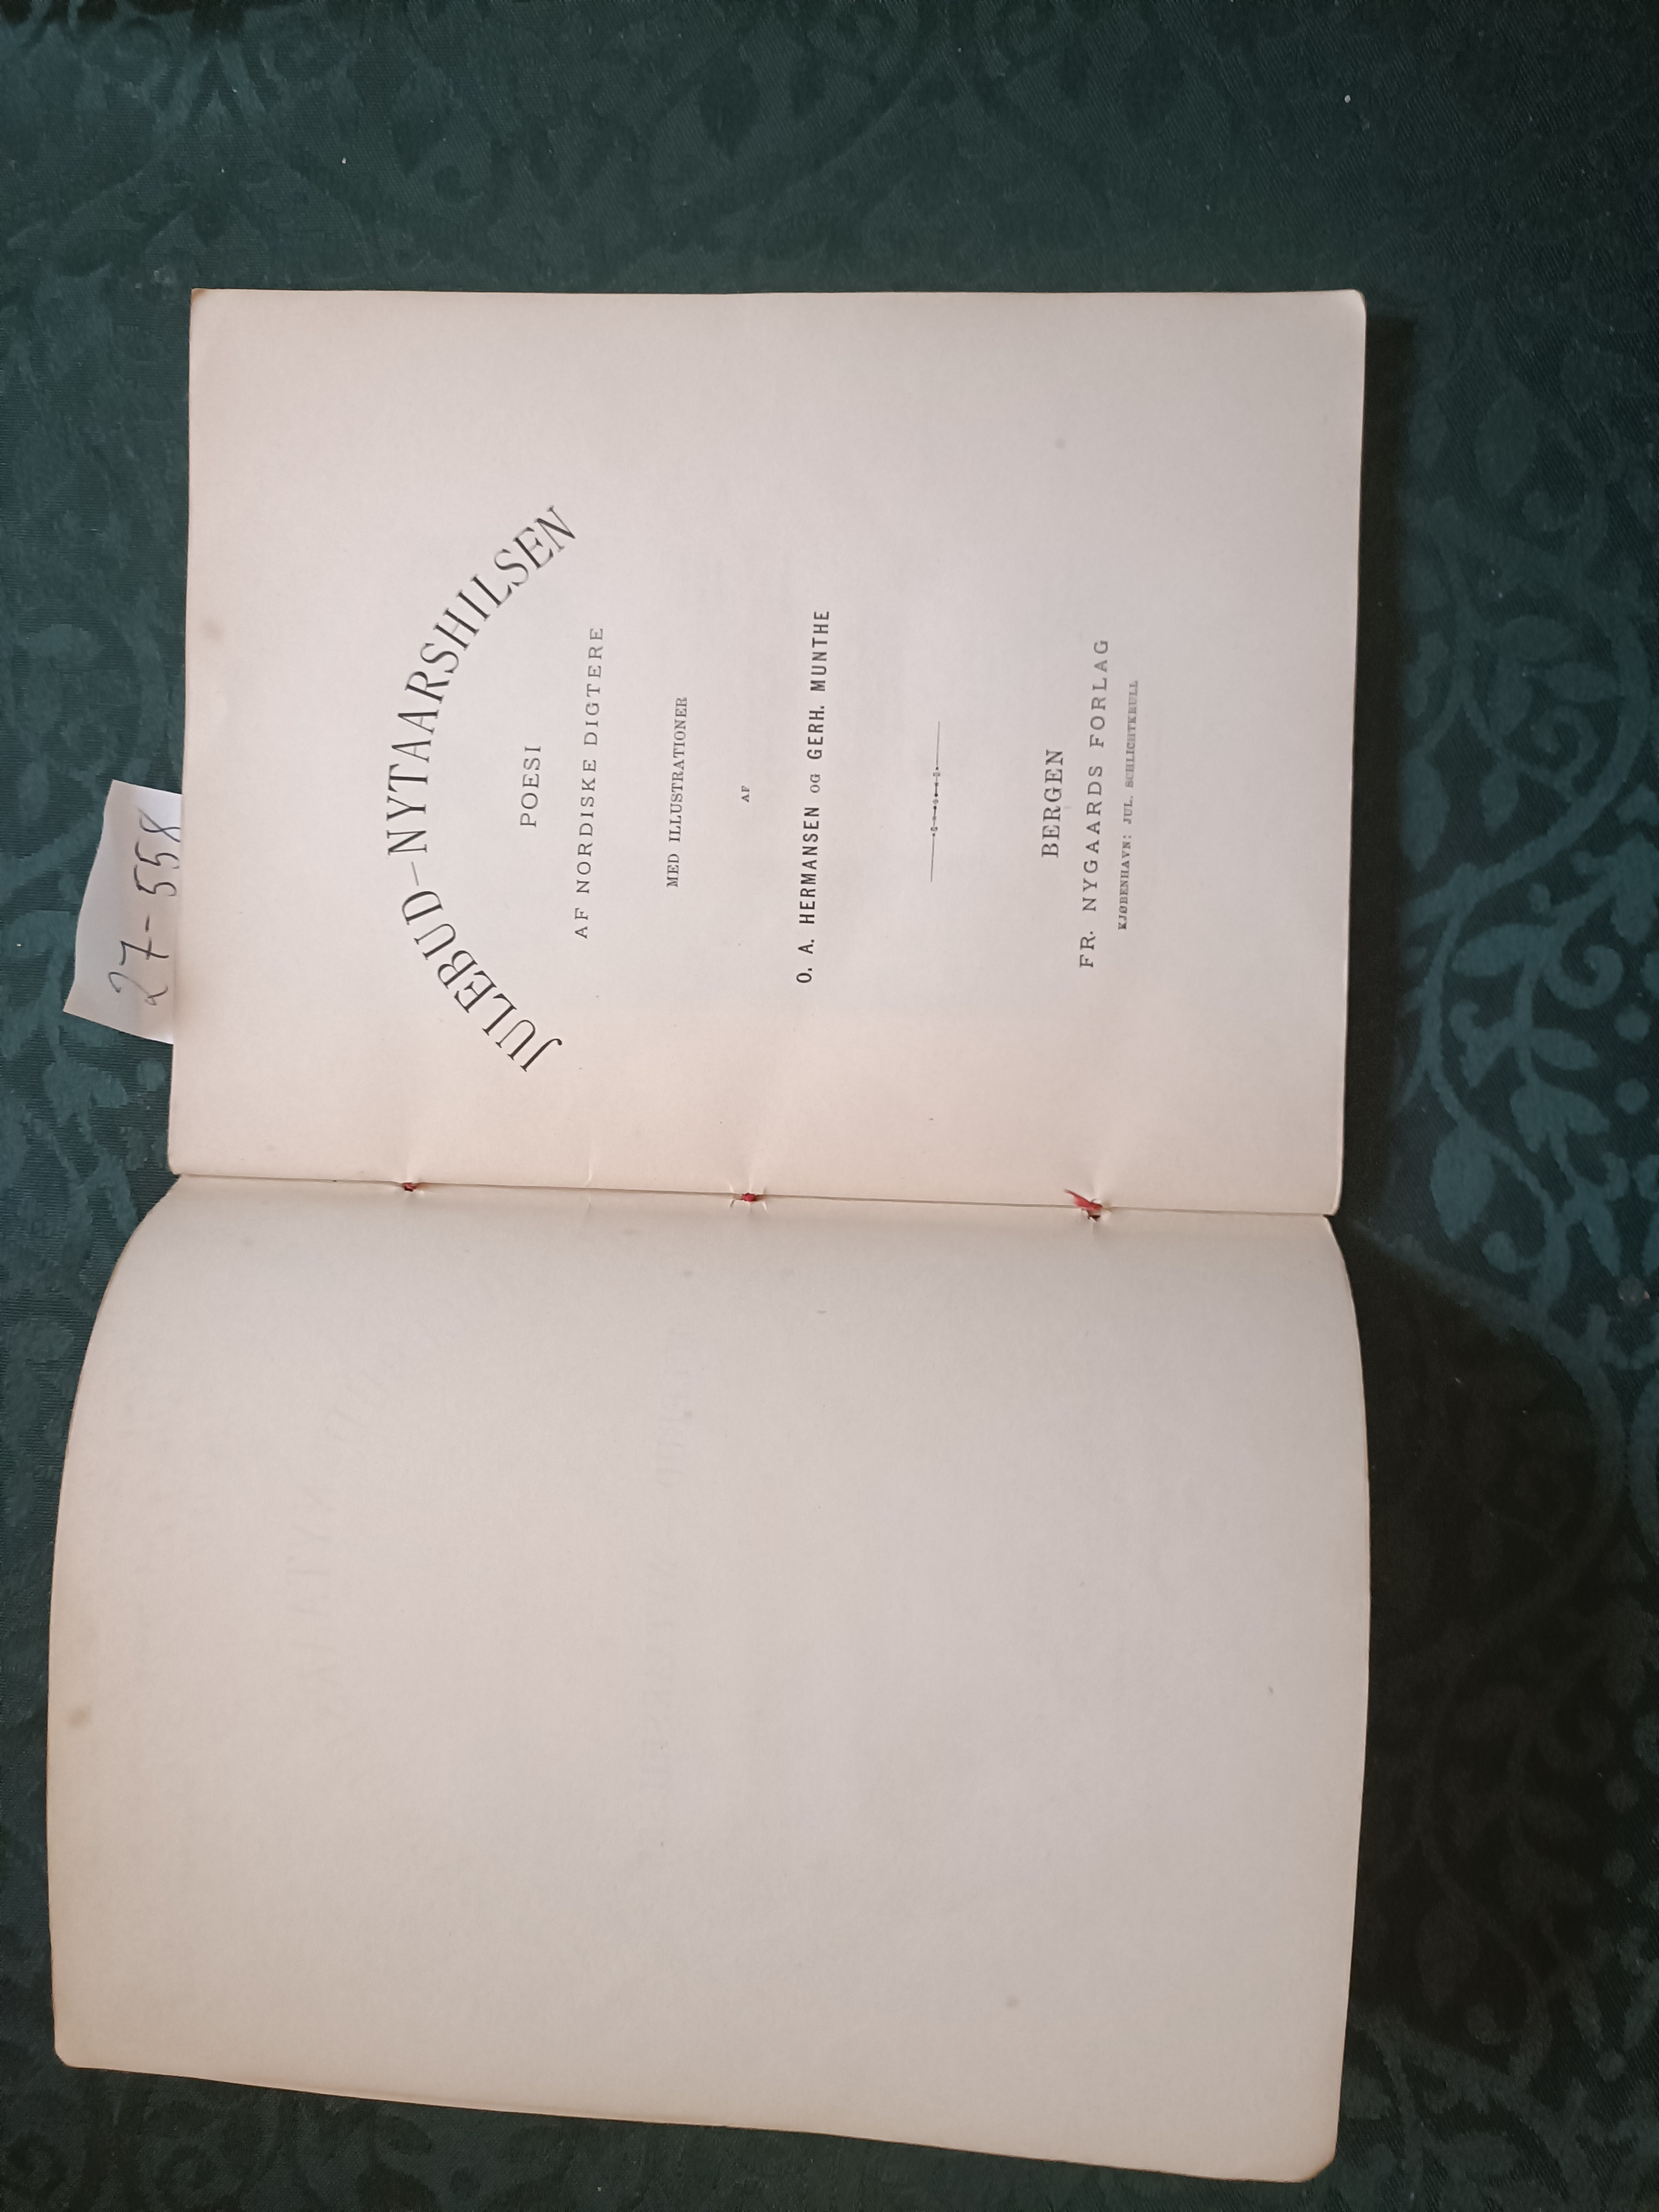 27-558
JULEBUD-NYTAARSHILSEN
POESI
AF NORDISKE DIGTERE
MED ILLUSTRATIONER
AF
O. A. HERMANSEN OG GERH. MUNTHE
BERGEN
FR. NYGAARDS FORLAG
KJØBENHAVN: JUL. SCHLICHTKRULL